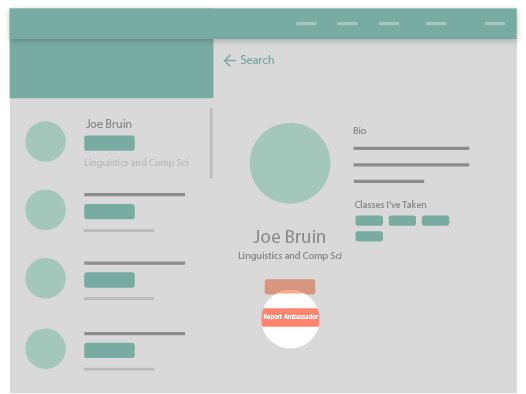 Search
Joe Bruin
Linguistics and Comp Sci
Bio
Classes I've Taken
Joe Bruin
Linguistics and Comp Sci
Report Ambassador